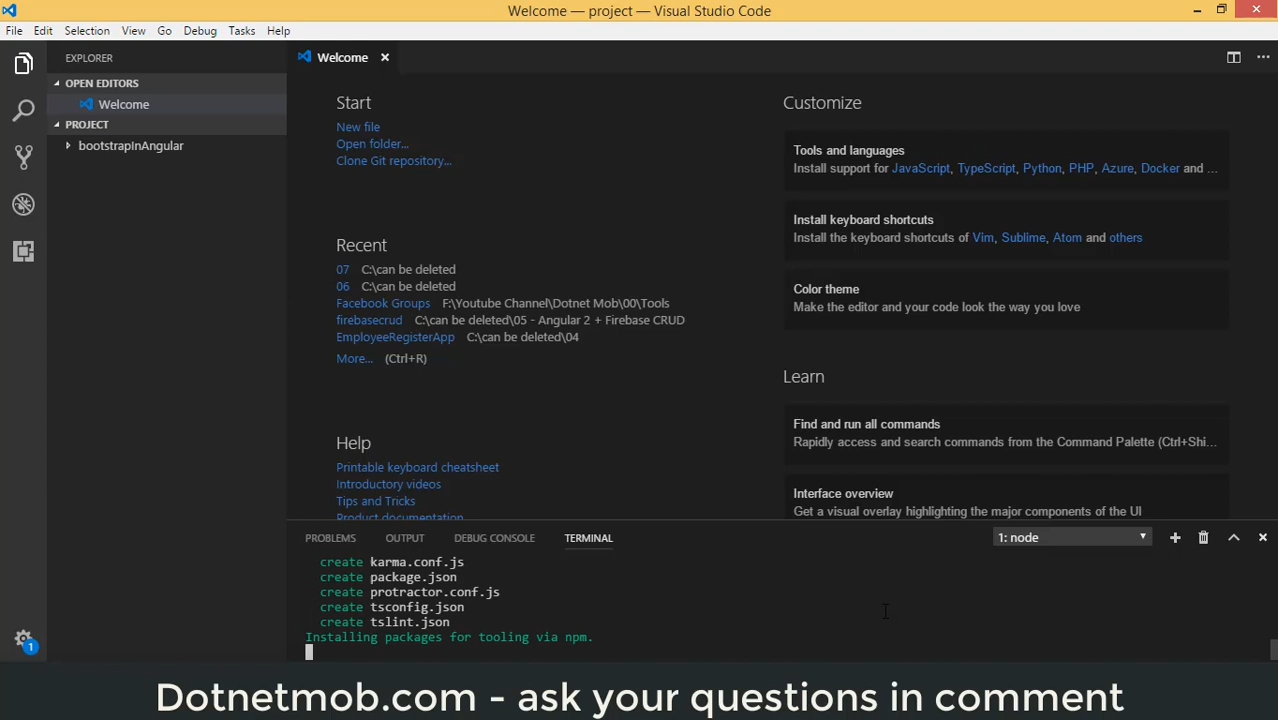 Welcome — project — Visual Studio Code
File Edit Selection View Go Debug Tasks Help
EXPLORER
OPEN EDITORS
Welcome
PROJECT
bootstrapInAngular
Welcome
Start
New file
Open folder...
Clone Git repository...
Recent
07 C:\can be deleted
06 C:\can be deleted
Facebook Groups F:\Youtube Channel\Dotnet Mob\00\Tools
firebasecrud C:\can be deleted\05 - Angular 2 + Firebase CRUD
EmployeeRegisterApp C:\can be deleted\04
More... (Ctrl+R)
Help
Printable keyboard cheatsheet
Introductory videos
Tips and Tricks
Product documentation
Customize
Tools and languages
Install support for JavaScript, TypeScript, Python, PHP, Azure, Docker and ...
Install keyboard shortcuts
Install the keyboard shortcuts of Vim, Sublime, Atom and others
Color theme
Make the editor and your code look the way you love
Learn
Find and run all commands
Rapidly access and search commands from the Command Palette (Ctrl+Shi...
Interface overview
Get a visual overlay highlighting the major components of the UI
PROBLEMS OUTPUT DEBUG CONSOLE TERMINAL 1: node
create karma.conf.js
create package.json
create protractor.conf.js
create tsconfig.json
create tslint.json
Installing packages for tooling via npm.
1
Dotnetmob.com - ask your questions in comment